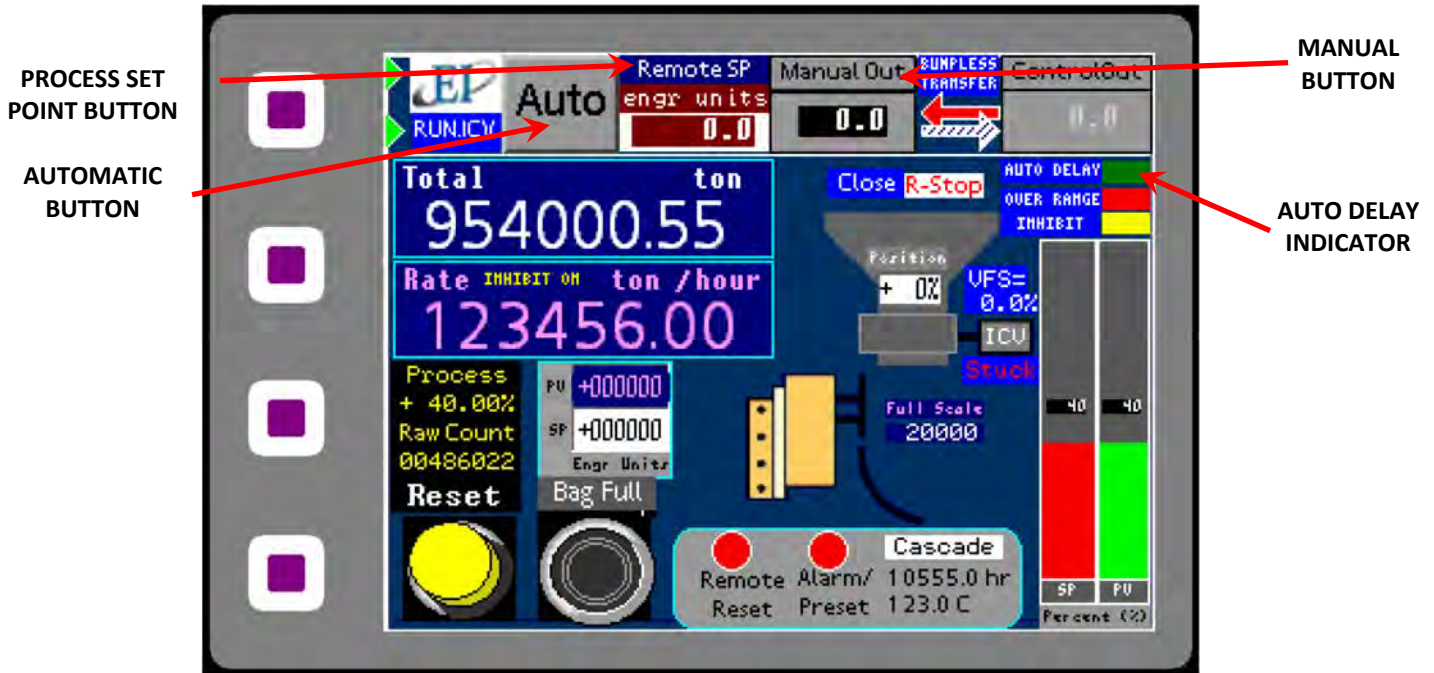 PROCESS SET
POINT BUTTON
AUTOMATIC
BUTTON
MANUAL
BUTTON
AUTO DELAY
INDICATOR
EI
RUN.ICY
Auto
Remote SP
engr units
0.0
Manual Out
0.0
BUMPLESS
TRANSFER
ControlOut
0.0
Total ton
954000.55
Rate INHIBIT ON ton /hour
123456.00
Close R-Stop
AUTO DELAY
OVER RANGE
INHIBIT
Position
+ 0%
VFS=
0.0%
ICV
Stuck
Process
+ 40.00%
Raw Count
00486022
Reset
PV +000000
SP +000000
Engr Units
Bag Full
Full Scale
20000
40 40
SP PV
Percent (%)
Cascade
Remote Alarm/ 10555.0 hr
Reset Preset 123.0 C